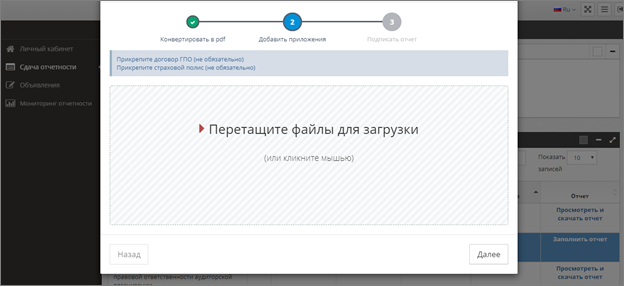 Ru
Личный кабинет
Сдача отчетности
Объявления
Мониторинг отчетности
2
3
Конвертировать в pdf
Добавить приложения
Подписать отчет
Прикрепите договор ГПО (не обязательно)
Прикрепите страховой полис (не обязательно)
Перетащите файлы для загрузки
(или кликните мышью)
Назад
Далее
Показать
10
записей
Отчет
Просмотреть и
скачать отчет
Заполнить отчет
Просмотреть и
скачать отчет
правовой ответственности аудиторской